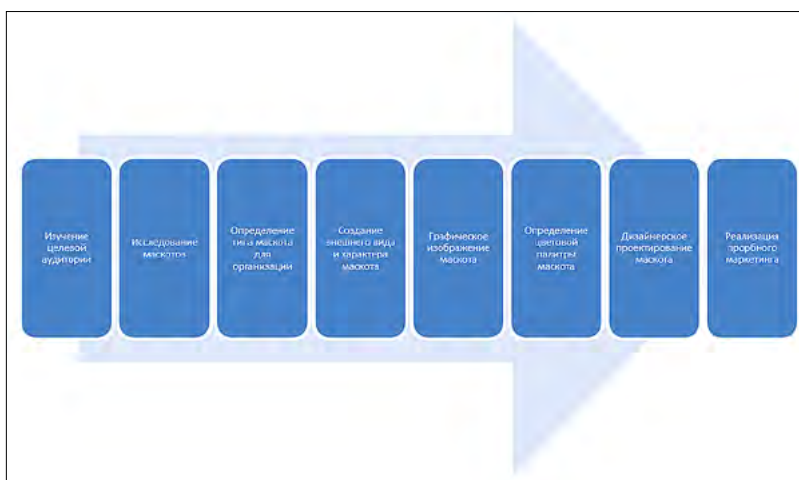 Изучение
целевой
аудитории
Исследование
маскотов
Определение
типа маскота
для
организации
Создание
внешнего вида
и характера
маскота
Графическое
изображение
маскота
Определение
цветовой
палитры
маскота
Дизайнерское
проектирование
маскота
Реализация
маркетинга